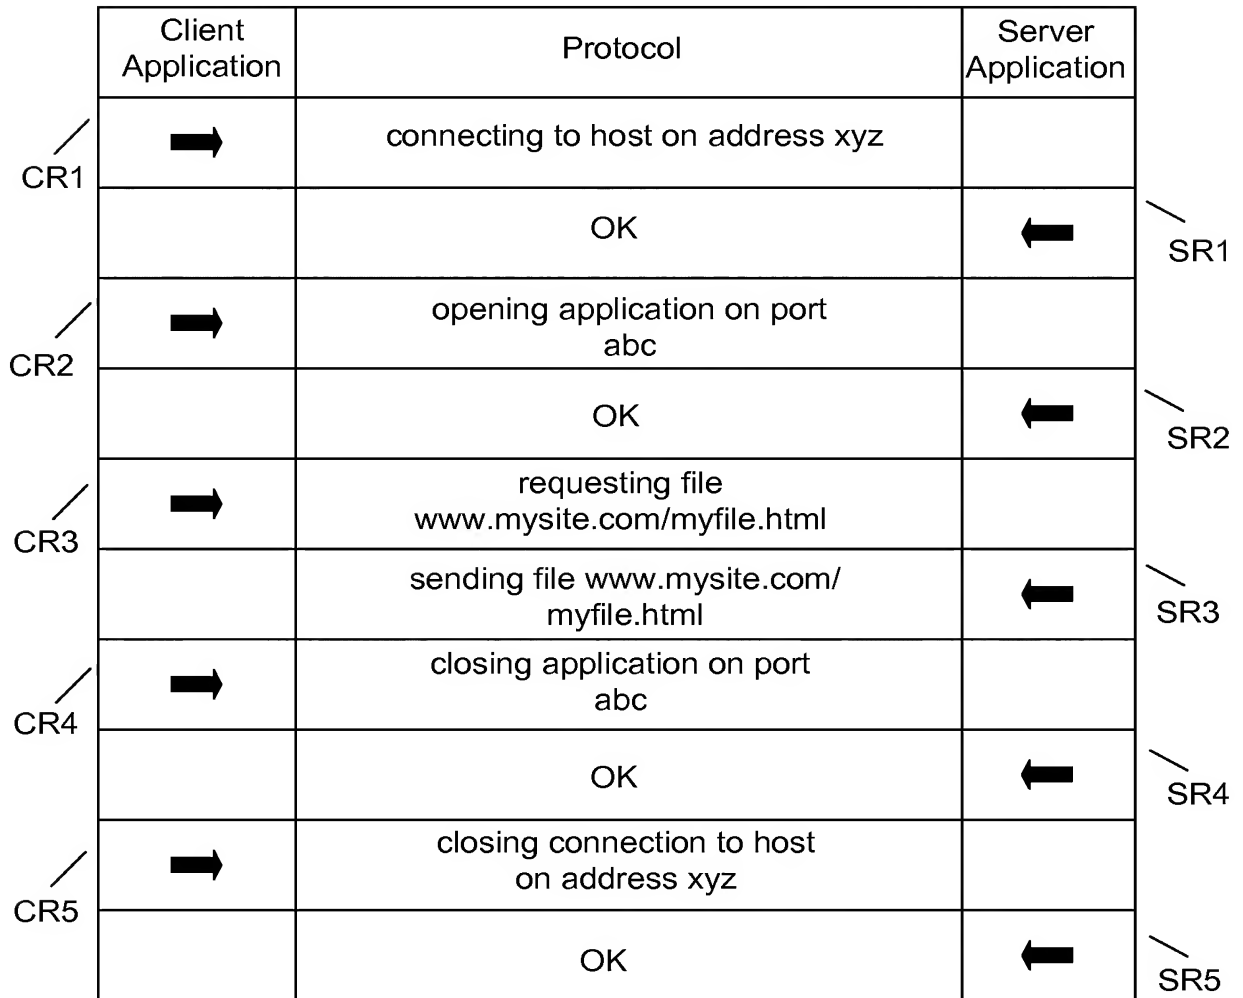 Client
Application
Protocol
Server
Application
CR1
connecting to host on address xyz
OK
SR1
CR2
opening application on port
abc
OK
SR2
CR3
requesting file
www.mysite.com/myfile.html
sending file www.mysite.com/
myfile.html
SR3
CR4
closing application on port
abc
OK
SR4
CR5
closing connection to host
on address xyz
OK
SR5